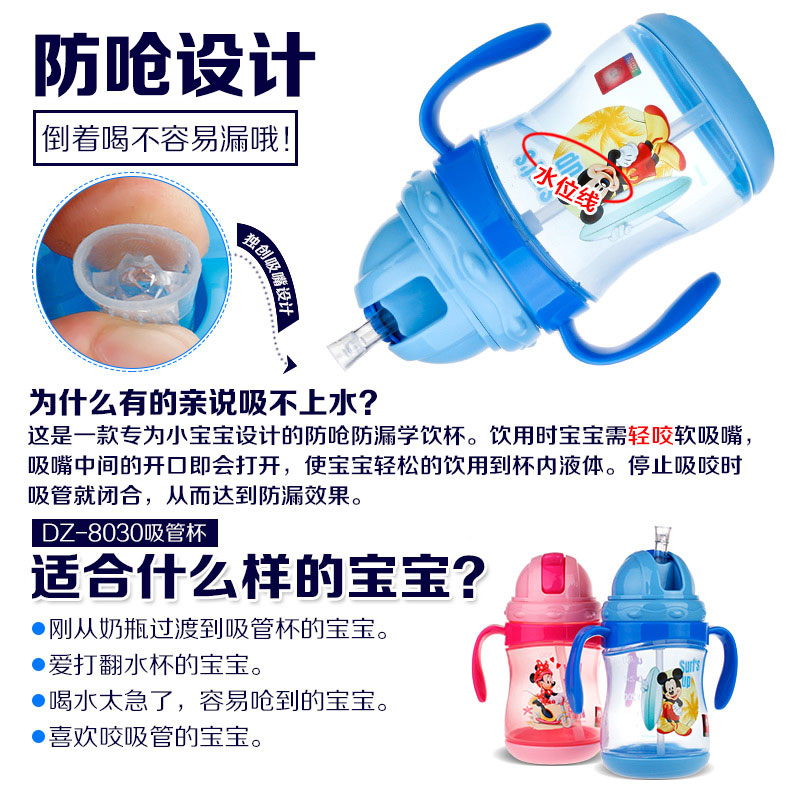 防呛设计
倒着喝不容易漏哦!
水位线
Surf's
Up
独创吸嘴设计
为什么有的亲说吸不上水?
这是一款专为小宝宝设计的防呛防漏学饮杯。饮用时宝宝需轻咬软吸嘴，
吸嘴中间的开口即会打开，使宝宝轻松的饮用到杯内液体。停止吸咬时
吸管就闭合，从而达到防漏效果。
DZ-8030吸管杯
适合什么样的宝宝?
刚从奶瓶过渡到吸管杯的宝宝。
爱打翻水杯的宝宝。
喝水太急了，容易呛到的宝宝。
喜欢咬吸管的宝宝。
Surf's
Up